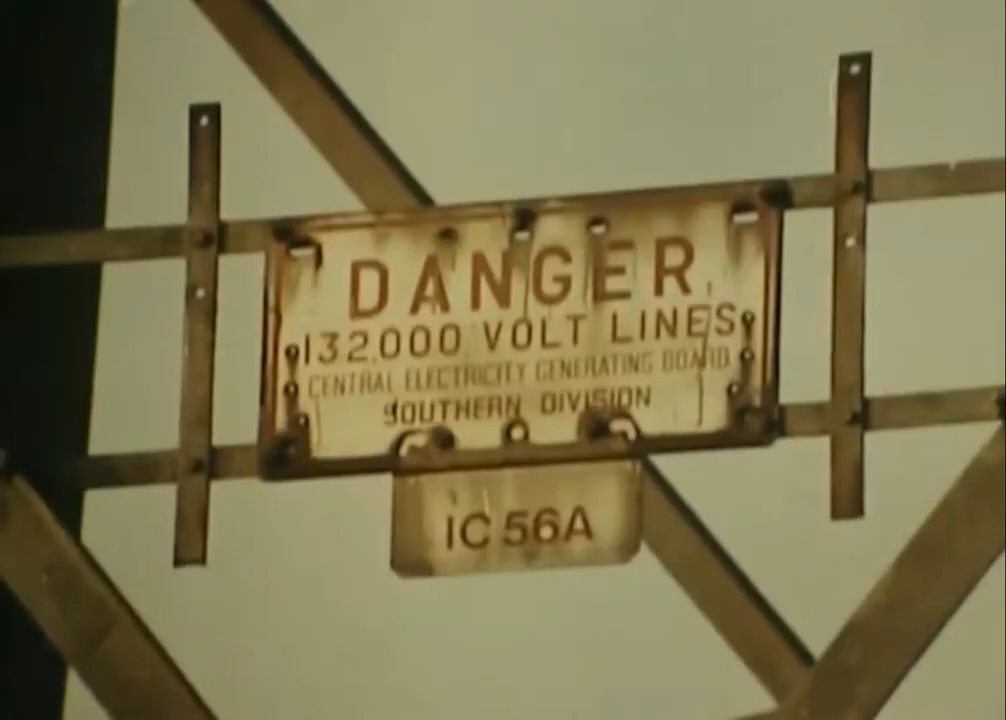 DANGER
132,000 VOLT LINES
CENTRAL ELECTRICITY GENERATING BOARD
SOUTHERN DIVISION
IC 56A